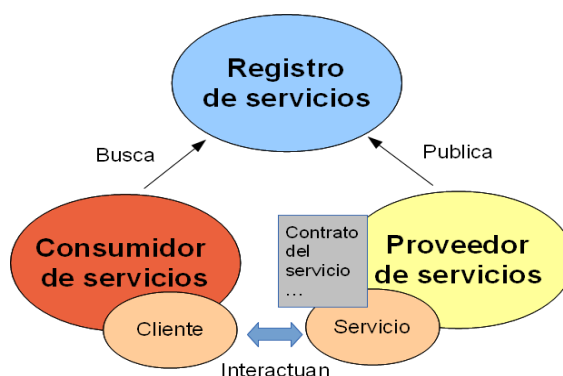 Registro
de servicios
Busca
Publica
Consumidor
de servicios
Contrato
del
servicio
...
Proveedor
de servicios
Cliente
Servicio
Interactuan